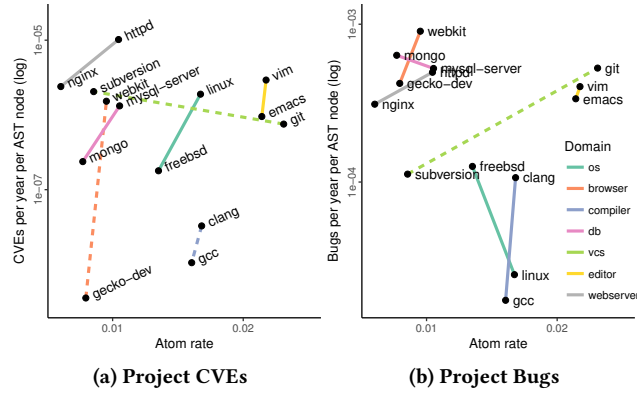 CVEs per year per AST node (log)
1e−05
1e−07
httpd
nginx
subversion
webkit
mysql−server
linux
vim
emacs
git
mongo
freebsd
clang
gcc
gecko−dev
0.01
0.02
Atom rate
(a) Project CVEs
Bugs per year per AST node (log)
1e−03
1e−04
webkit
mongo
mysql−server
httpd
gecko−dev
nginx
git
vim
emacs
subversion
freebsd
clang
linux
gcc
0.01
0.02
Atom rate
(b) Project Bugs
Domain
os
browser
compiler
db
vcs
editor
webserver